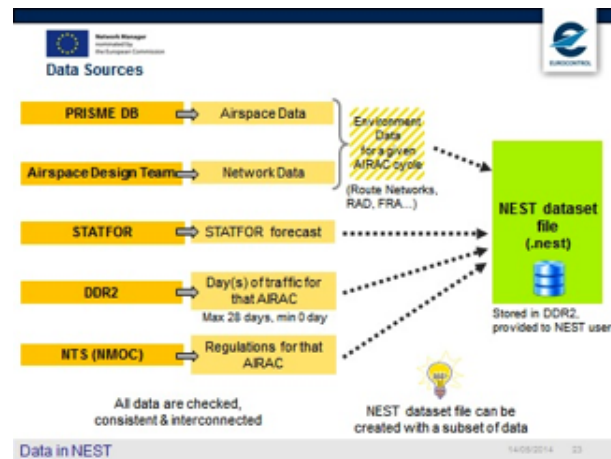 Network Manager
nominated by
the European Commission
EUROCONTROL
Data Sources
PRISME DB
Airspace Data
Environment
Data
for a given
AIRAC cycle
(Route Networks,
RAD, FRA...)
Airspace Design Team
Network Data
NEST dataset
file
(.nest)
Stored in DDR2,
provided to NEST user
STATFOR
STATFOR forecast
DDR2
Day(s) of traffic for
that AIRAC
Max 28 days, min 0 day
NTS (NMOC)
Regulations for that
AIRAC
All data are checked,
consistent & interconnected
NEST dataset file can be
created with a subset of data
Data in NEST
14/05/2014
23